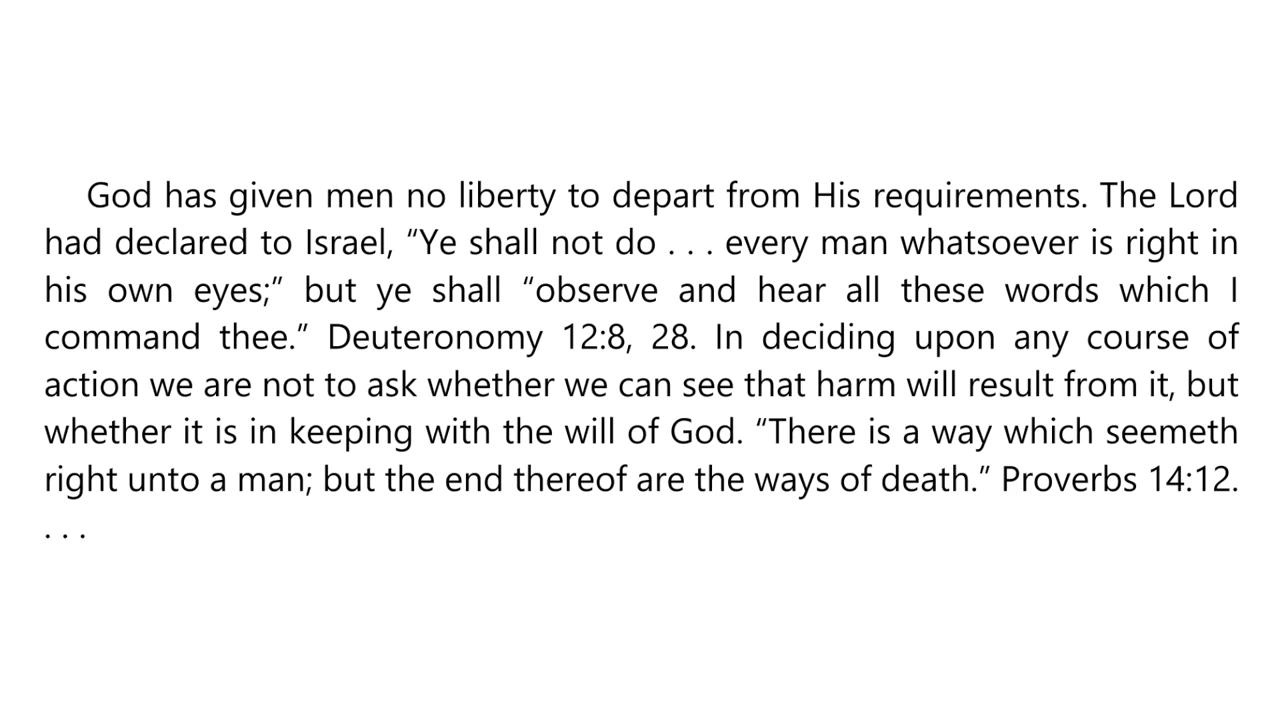 God has given men no liberty to depart from His requirements. The Lord
had declared to Israel, “Ye shall not do . . . every man whatsoever is right in
his own eyes;” but ye shall “observe and hear all these words which I
command thee.” Deuteronomy 12:8, 28. In deciding upon any course of
action we are not to ask whether we can see that harm will result from it, but
whether it is in keeping with the will of God. “There is a way which seemeth
right unto a man; but the end thereof are the ways of death.” Proverbs 14:12.
. . .